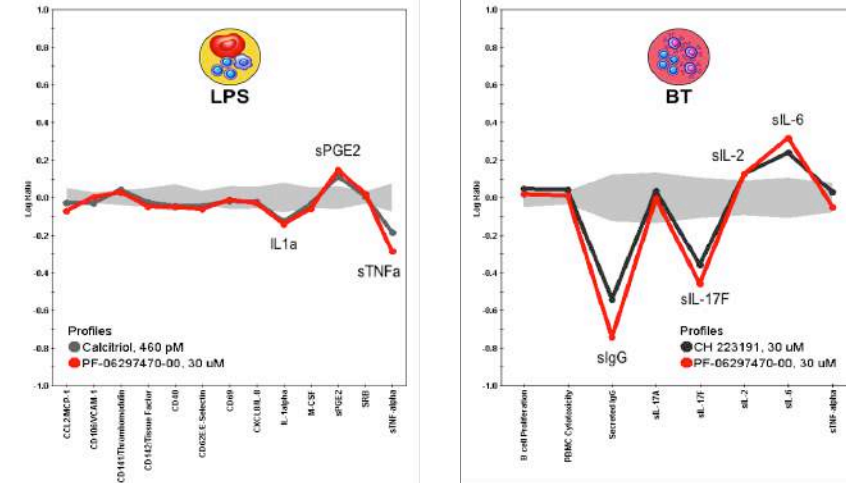 1.0
0.8
0.6
0.4
0.2
0.0
-0.2
-0.4
-0.6
-0.8
-1.0
Log Ratio
LPS
sPGE2
IL1a
sTNFa
Profiles
Calcitriol, 460 pM
PF-06297470-00, 30 uM
CCL2/MCP-1
CD106/VCAM-1
CD141/Thrombomodulin
CD142/Tissue Factor
CD40
CD62E/E-Selectin
CD69
CXCL8/IL-8
IL-1alpha
M-CSF
sPGE2
SRB
sTNF-alpha
1.0
0.8
0.6
0.4
0.2
0.0
-0.2
-0.4
-0.6
-0.8
-1.0
Log Ratio
BT
sIL-6
sIL-2
sIL-17F
sIgG
Profiles
CH 223191, 30 uM
PF-06297470-00, 30 uM
B cell Proliferation
PBMC Cytotoxicity
Secreted IgG
sIL-17A
sIL-17F
sIL-2
sIL-6
sTNF-alpha